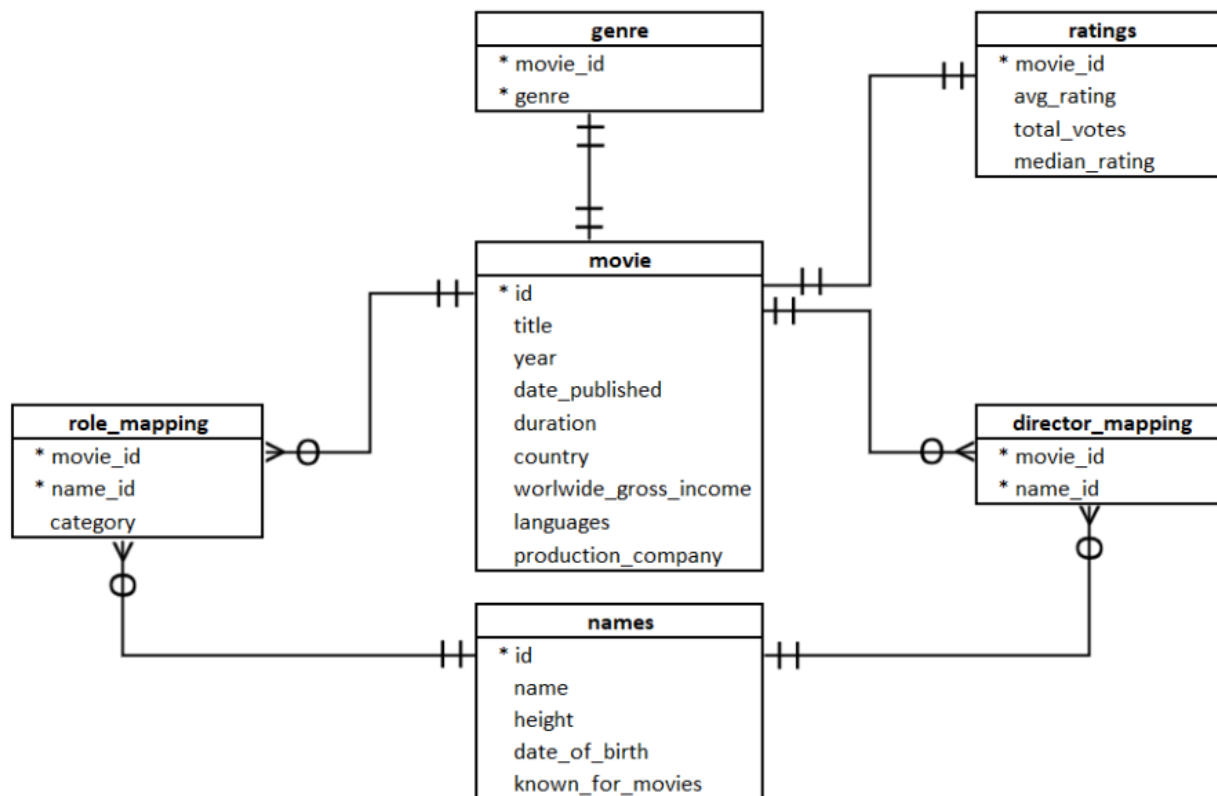 genre
* movie_id
* genre
ratings
* movie_id
avg_rating
total_votes
median_rating
movie
* id
title
year
date_published
duration
country
worlwide_gross_income
languages
production_company
role_mapping
* movie_id
* name_id
category
director_mapping
* movie_id
* name_id
names
* id
name
height
date_of_birth
known_for_movies